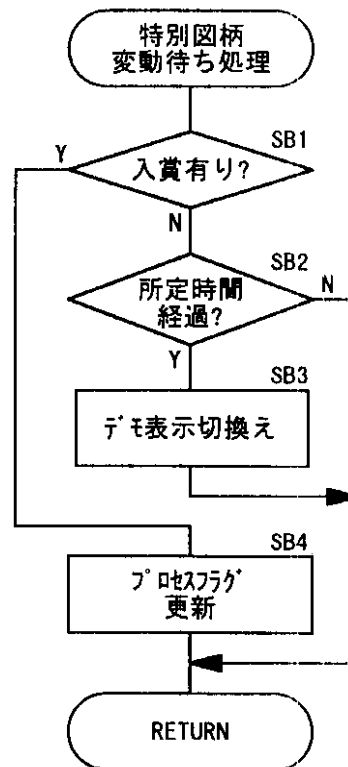 特別図柄
変動待ち処理
SB1
Y
入賞有り?
N
SB2
所定時間
経過?
N
Y
SB3
デモ表示切換え
SB4
プロセスフラグ
更新
RETURN